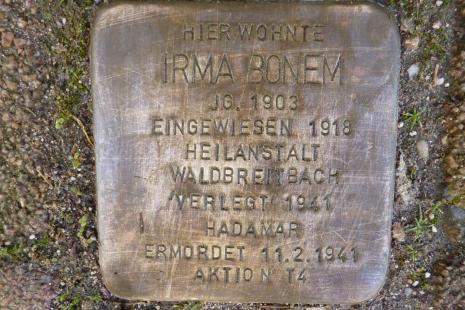 HIER WOHNTE
IRMA BONEM
JG. 1903
EINGEWIESEN 1918
HEILANSTALT
WALDBREITBACH
'VERLEGT' 1941
HADAMAR
ERMORDET 11.2.1941
AKTION T4